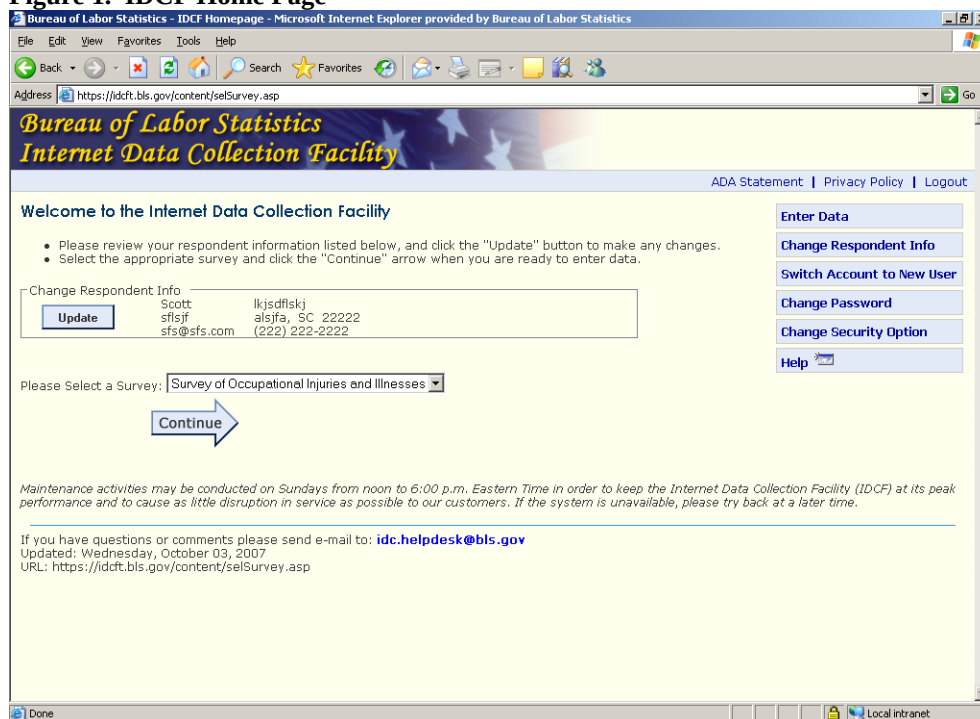 Figure 1. IDCF Home Page
Bureau of Labor Statistics - IDCF Homepage - Microsoft Internet Explorer provided by Bureau of Labor Statistics
File Edit View Favorites Tools Help
Back Search Favorites
Address https://idcft.bls.gov/content/selSurvey.asp Go
Bureau of Labor Statistics
Internet Data Collection Facility
ADA Statement | Privacy Policy | Logout
Welcome to the Internet Data Collection Facility
• Please review your respondent information listed below, and click the "Update" button to make any changes.
• Select the appropriate survey and click the "Continue" arrow when you are ready to enter data.
Change Respondent Info
Update
Scott lkjsdflskj
sflsjf alsjfa, SC 22222
sfs@sfs.com (222) 222-2222
Please Select a Survey: Survey of Occupational Injuries and Illnesses
Continue
Enter Data
Change Respondent Info
Switch Account to New User
Change Password
Change Security Option
Help
Maintenance activities may be conducted on Sundays from noon to 6:00 p.m. Eastern Time in order to keep the Internet Data Collection Facility (IDCF) at its peak
performance and to cause as little disruption in service as possible to our customers. If the system is unavailable, please try back at a later time.
If you have questions or comments please send e-mail to: idc.helpdesk@bls.gov
Updated: Wednesday, October 03, 2007
URL: https://idcft.bls.gov/content/selSurvey.asp
Done Local intranet